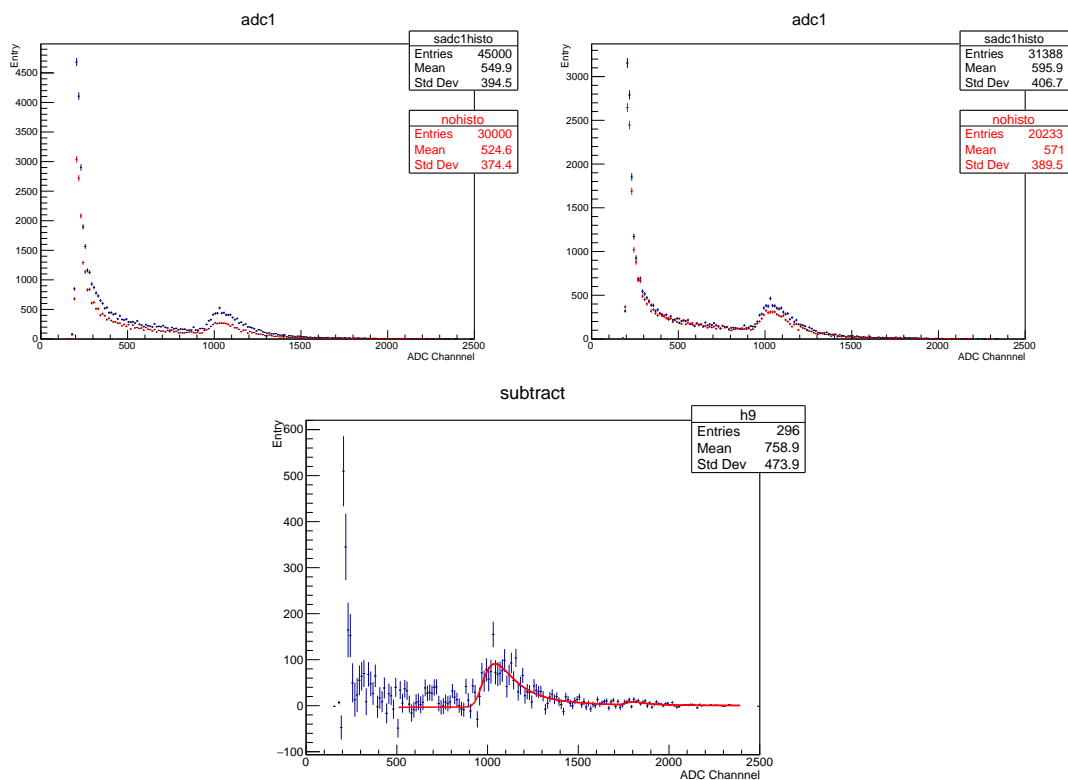 adc1
Entry
sadc1histo
Entries 45000
Mean 549.9
Std Dev 394.5
nohisto
Entries 30000
Mean 524.6
Std Dev 374.4
4500
4000
3500
3000
2500
2000
1500
1000
500
0
0 500 1000 1500 2000 2500
ADC Channnel
adc1
Entry
sadc1histo
Entries 31388
Mean 595.9
Std Dev 406.7
nohisto
Entries 20233
Mean 571
Std Dev 389.5
3000
2500
2000
1500
1000
500
0
0 500 1000 1500 2000 2500
ADC Channnel
subtract
Entry
h9
Entries 296
Mean 758.9
Std Dev 473.9
600
500
400
300
200
100
0
−100
0 500 1000 1500 2000 2500
ADC Channnel